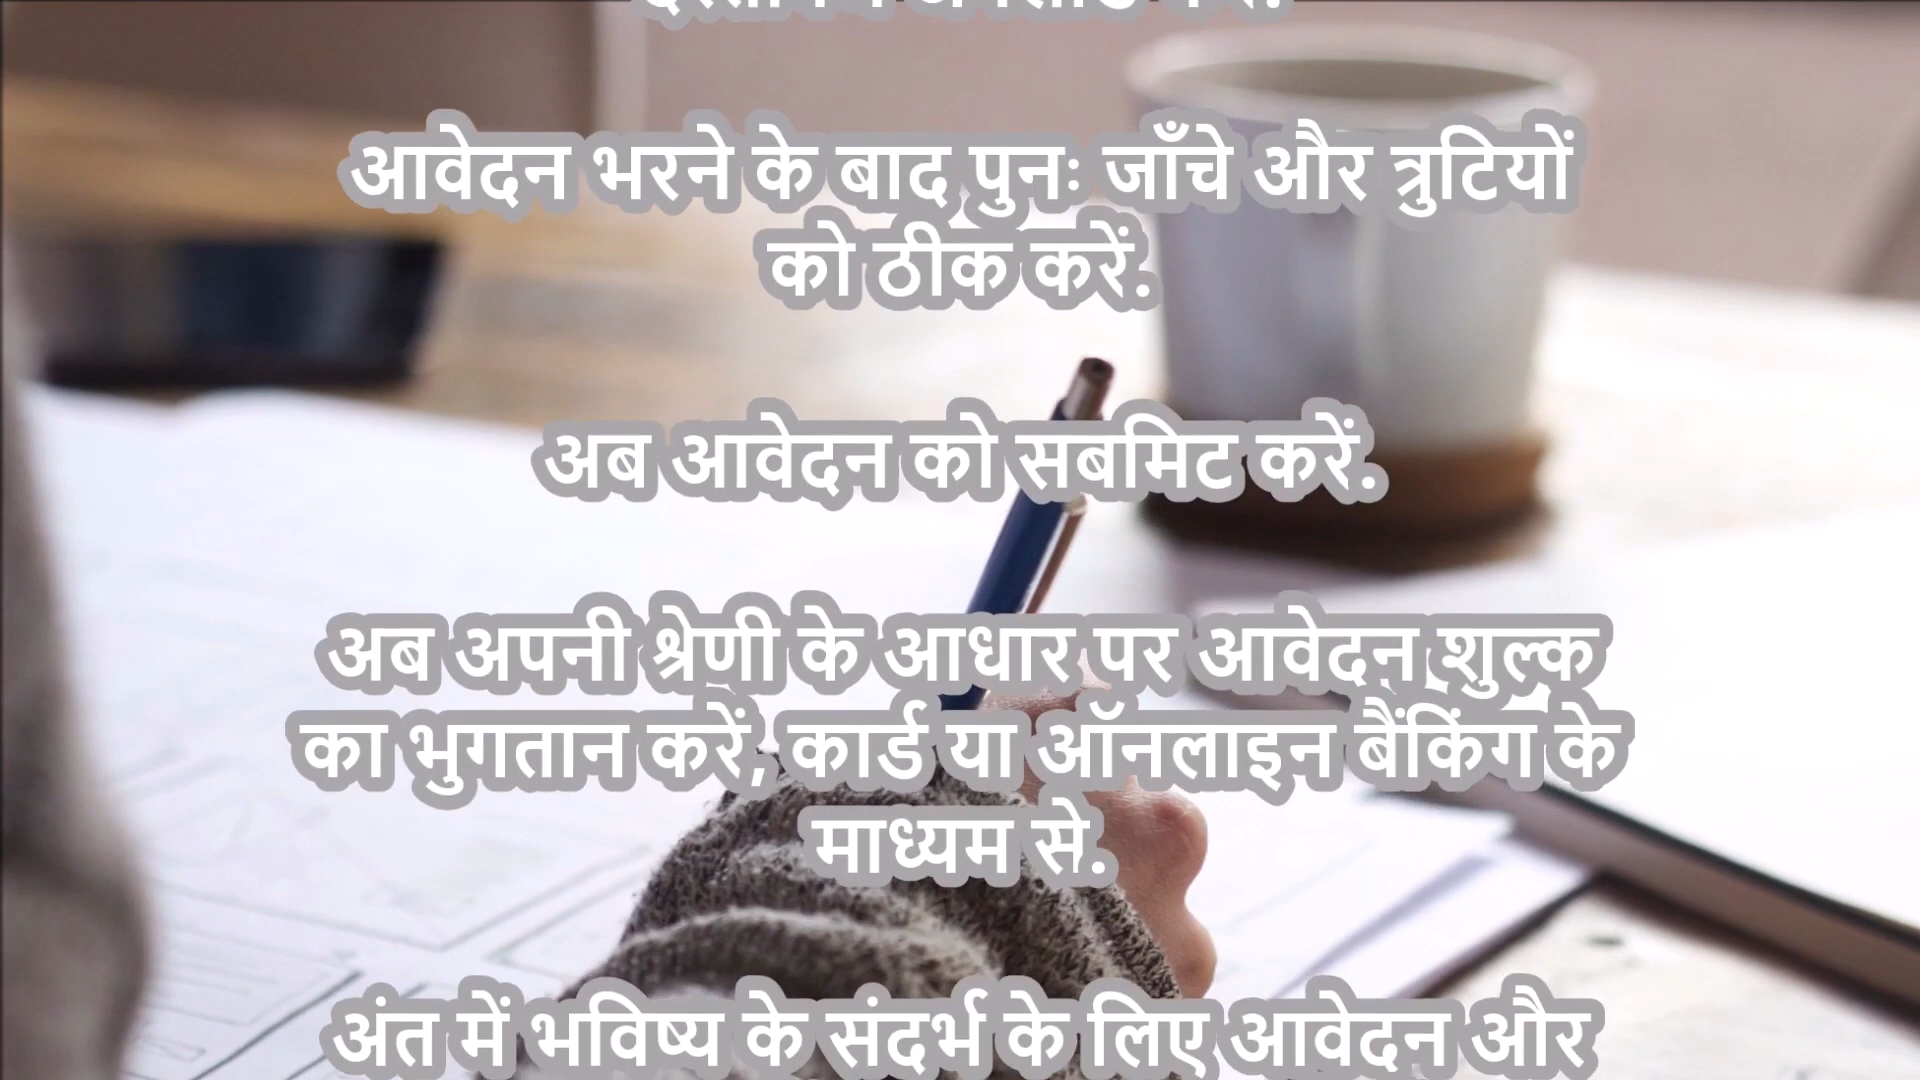 आवेदन भरने के बाद पुनः जाँचे और त्रुटियों
को ठीक करें.
अब आवेदन को सबमिट करें.
अब अपनी श्रेणी के आधार पर आवेदन शुल्क
का भुगतान करें, कार्ड या ऑनलाइन बैंकिंग के
माध्यम से.
अंत में भविष्य के संदर्भ के लिए आवेदन और